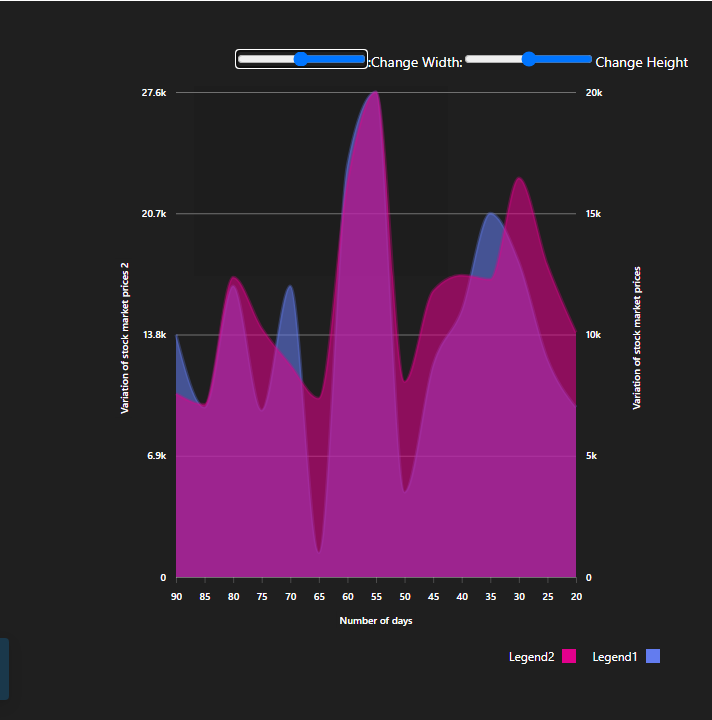 :Change Width: Change Height
27.6k
20.7k
13.8k
6.9k
0
Variation of stock market prices 2
20k
15k
10k
5k
0
Variation of stock market prices
90 85 80 75 70 65 60 55 50 45 40 35 30 25 20
Number of days
Legend2 Legend1